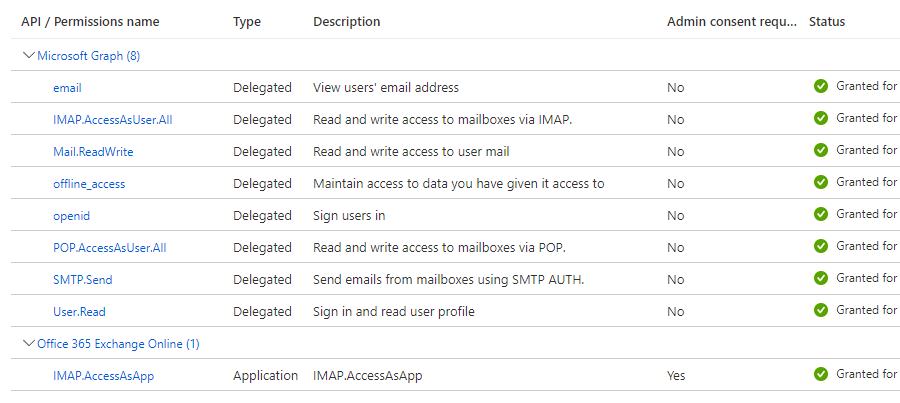 API / Permissions name Type Description Admin consent requ... Status
Microsoft Graph (8)
email Delegated View users' email address No Granted for
IMAP.AccessAsUser.All Delegated Read and write access to mailboxes via IMAP. No Granted for
Mail.ReadWrite Delegated Read and write access to user mail No Granted for
offline_access Delegated Maintain access to data you have given it access to No Granted for
openid Delegated Sign users in No Granted for
POP.AccessAsUser.All Delegated Read and write access to mailboxes via POP. No Granted for
SMTP.Send Delegated Send emails from mailboxes using SMTP AUTH. No Granted for
User.Read Delegated Sign in and read user profile No Granted for
Office 365 Exchange Online (1)
IMAP.AccessAsApp Application IMAP.AccessAsApp Yes Granted for